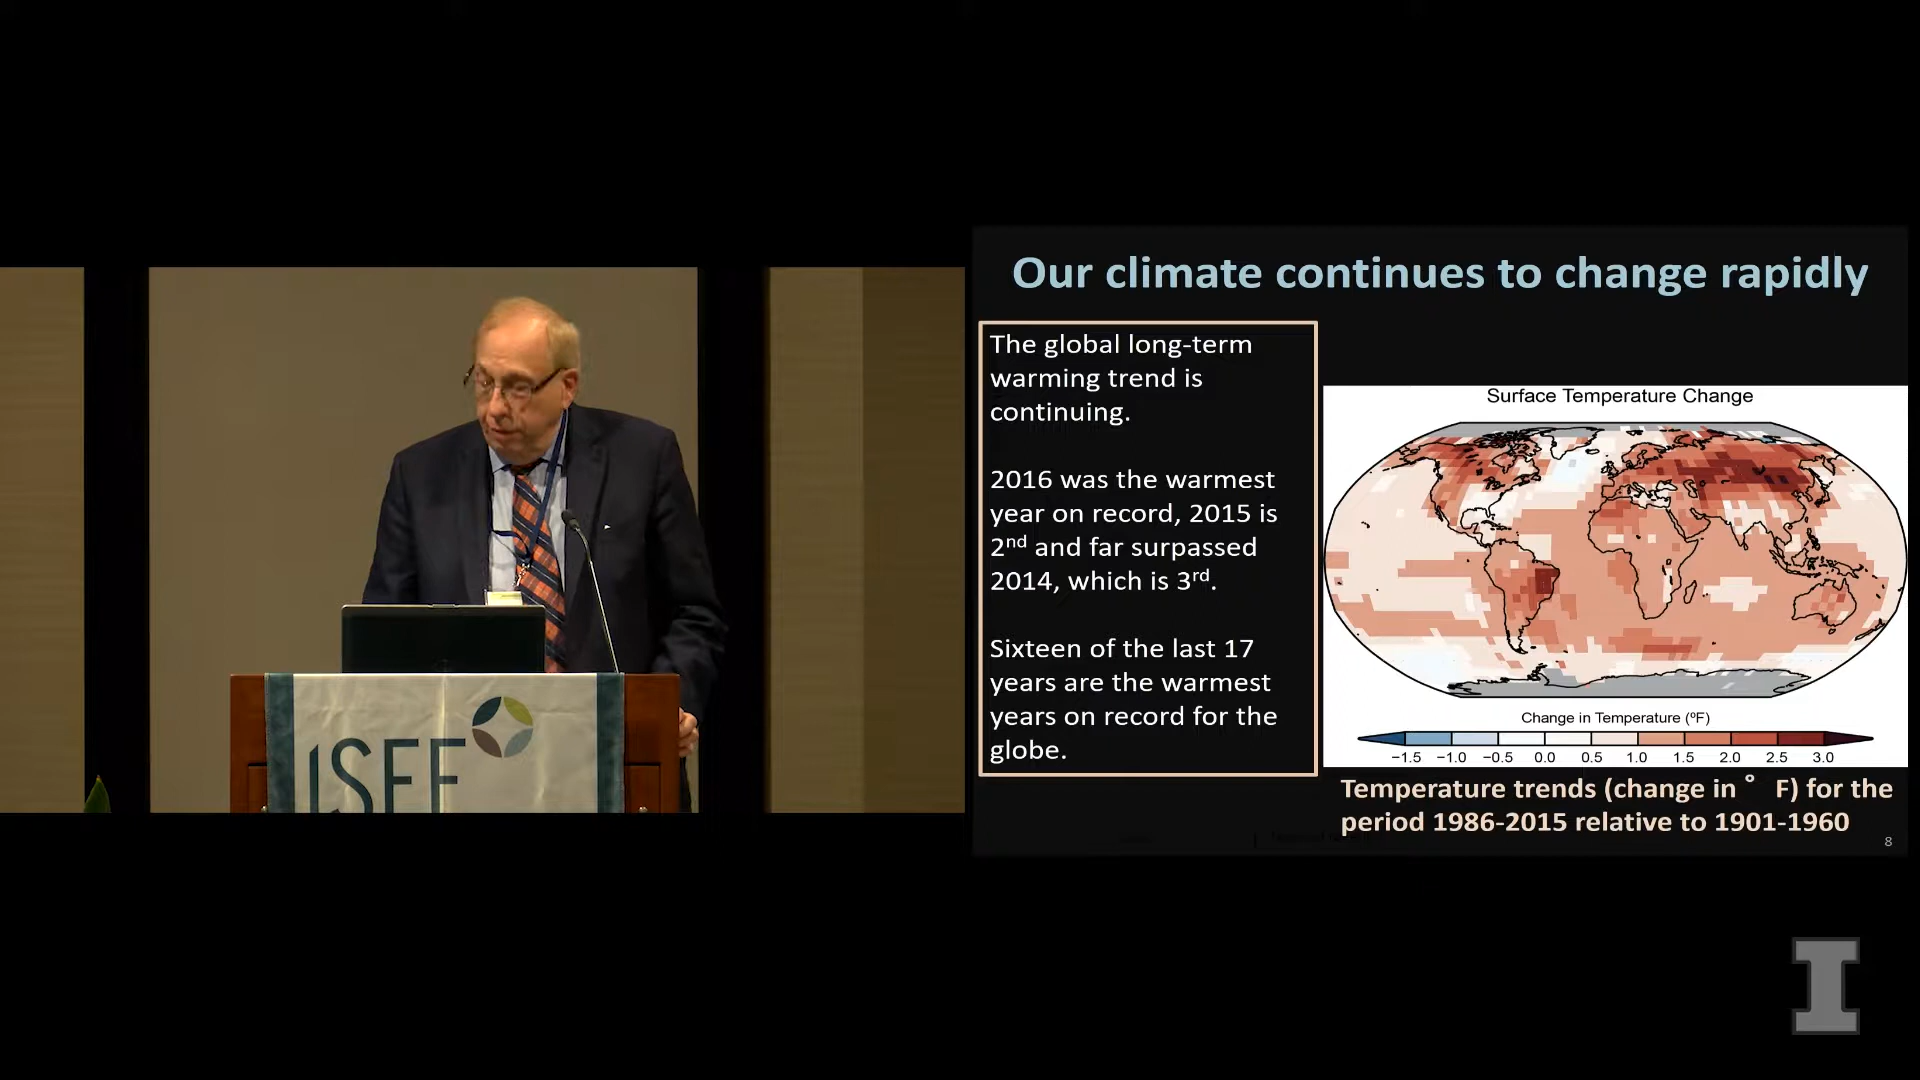 Our climate continues to change rapidly
The global long-term
warming trend is
continuing.
2016 was the warmest
year on record, 2015 is
2nd and far surpassed
2014, which is 3rd.
Sixteen of the last 17
years are the warmest
years on record for the
globe.
Surface Temperature Change
Change in Temperature (ºF)
−1.5 −1.0 −0.5 0.0 0.5 1.0 1.5 2.0 2.5 3.0
Temperature trends (change in ° F) for the
period 1986-2015 relative to 1901-1960
8
iSEE
I